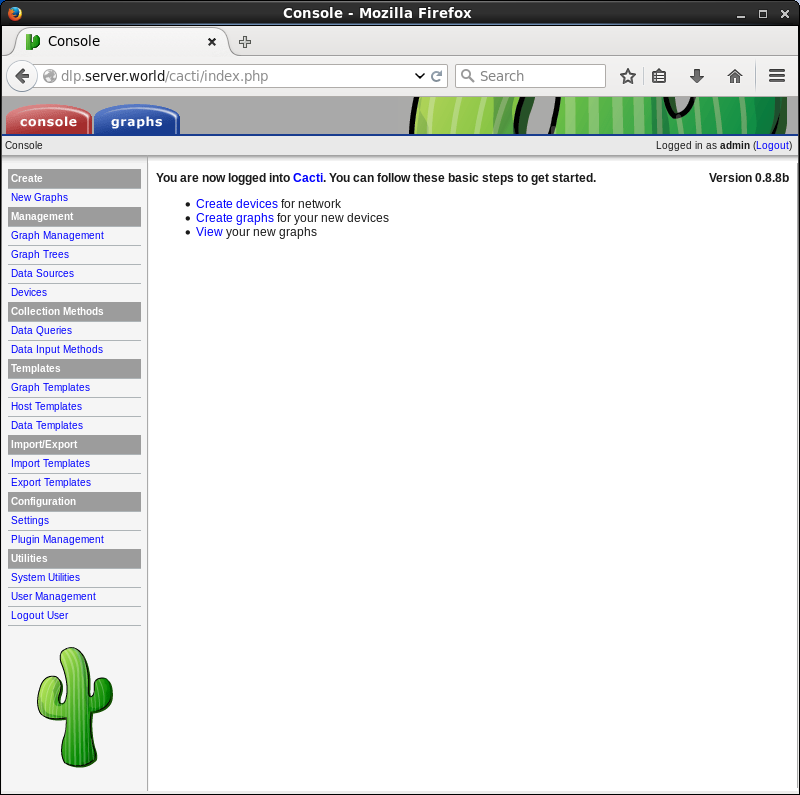 Console - Mozilla Firefox
Console
dlp.server.world/cacti/index.php
Search
console
graphs
Console
Logged in as admin (Logout)
Create
New Graphs
Management
Graph Management
Graph Trees
Data Sources
Devices
Collection Methods
Data Queries
Data Input Methods
Templates
Graph Templates
Host Templates
Data Templates
Import/Export
Import Templates
Export Templates
Configuration
Settings
Plugin Management
Utilities
System Utilities
User Management
Logout User
You are now logged into Cacti. You can follow these basic steps to get started.
Version 0.8.8b
• Create devices for network
• Create graphs for your new devices
• View your new graphs